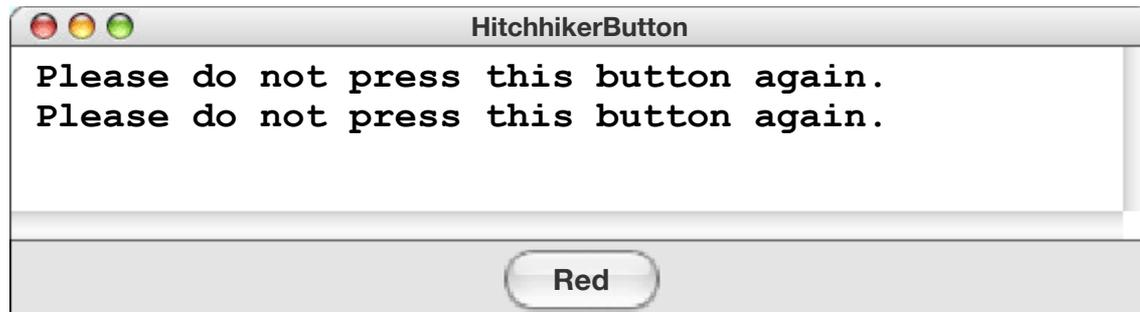 HitchhikerButton
Please do not press this button again.
Please do not press this button again.
Red